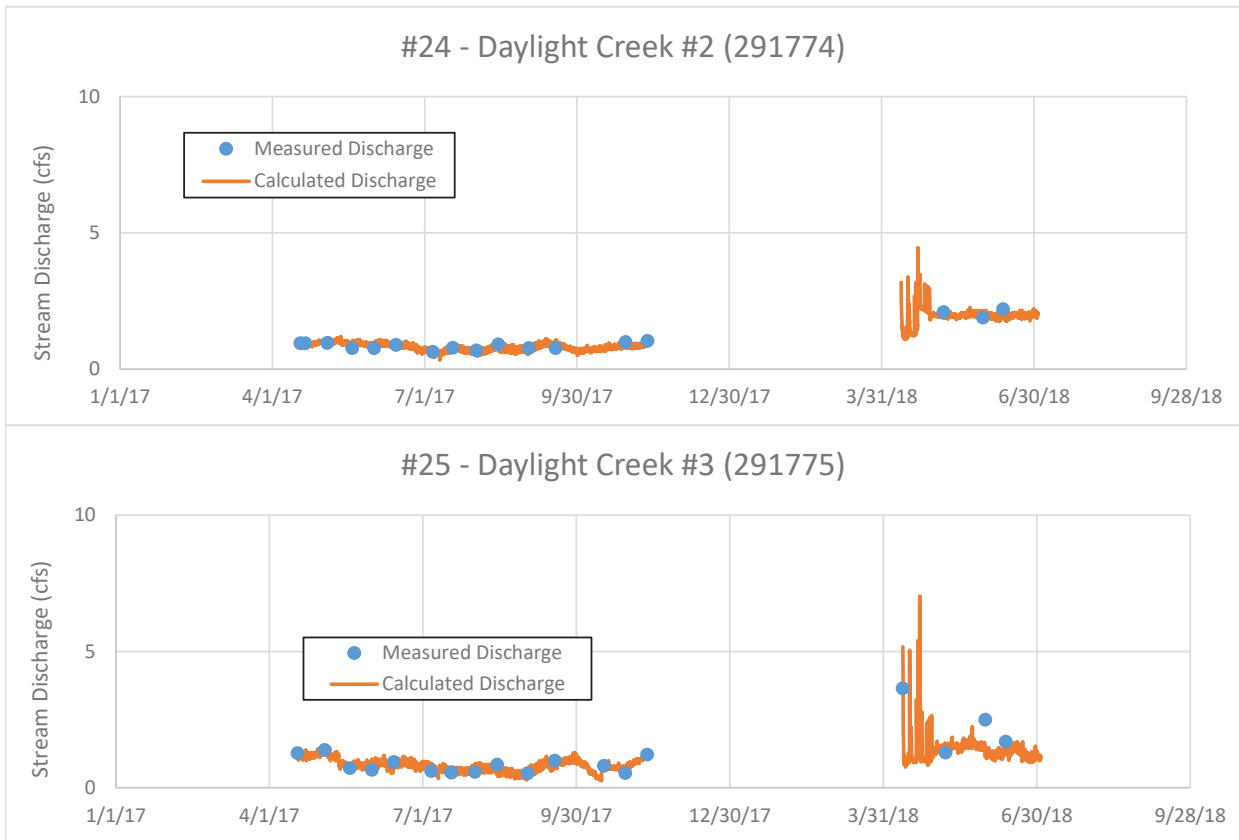 #24 - Daylight Creek #2 (291774)
10
Measured Discharge
Calculated Discharge
5
Stream Discharge (cfs)
0
1/1/17 4/1/17 7/1/17 9/30/17 12/30/17 3/31/18 6/30/18 9/28/18
#25 - Daylight Creek #3 (291775)
10
5
Measured Discharge
Calculated Discharge
Stream Discharge (cfs)
0
1/1/17 4/1/17 7/1/17 9/30/17 12/30/17 3/31/18 6/30/18 9/28/18